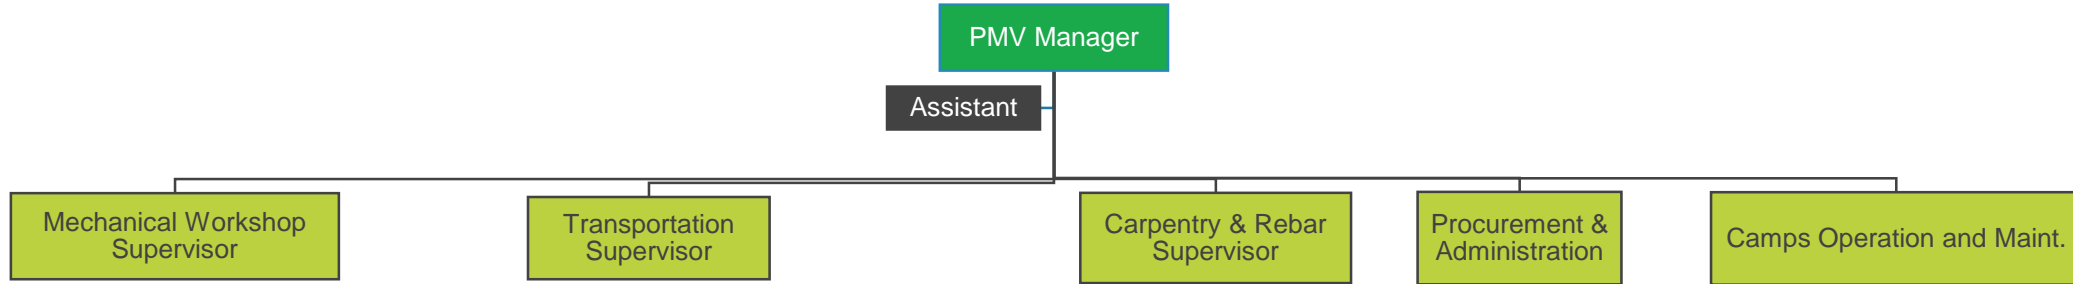 PMV Manager
Assistant
Mechanical Workshop
Supervisor
Transportation
Supervisor
Carpentry & Rebar
Supervisor
Procurement &
Administration
Camps Operation and Maint.